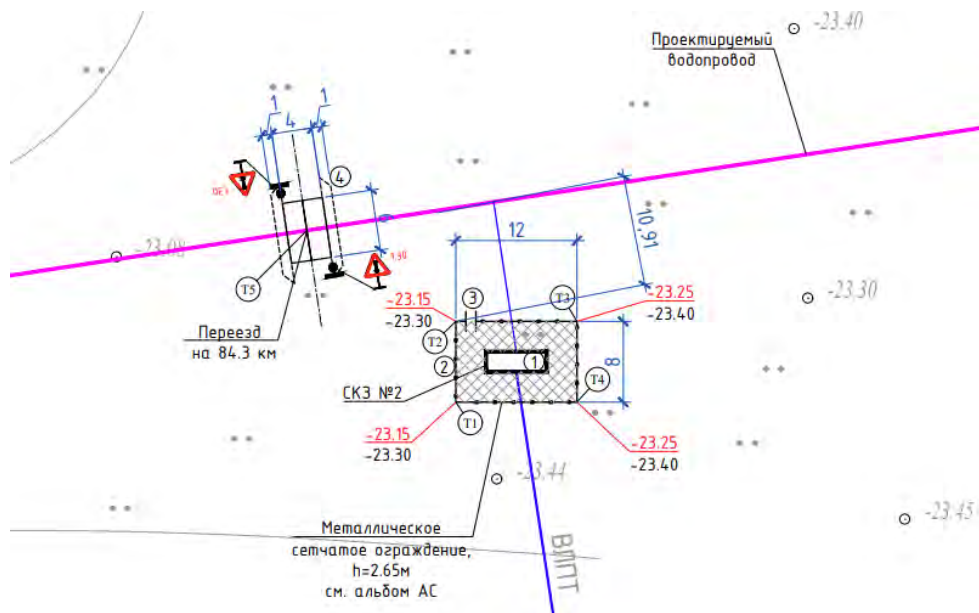 -23.40
Проектируемый
водопровод
1
4
1
4
12
10,91
-23.08
T5
3
-23.15
-23.30
T3
-23.25
-23.40
-23.30
Переезд
на 84.3 км
T2
2
1
8
СКЗ №2
T4
T1
-23.15
-23.30
-23.25
-23.40
-23.44
-23.45
Металлическое
сетчатое ограждение,
h=2.65м
см. альбом АС
ВЛПТ